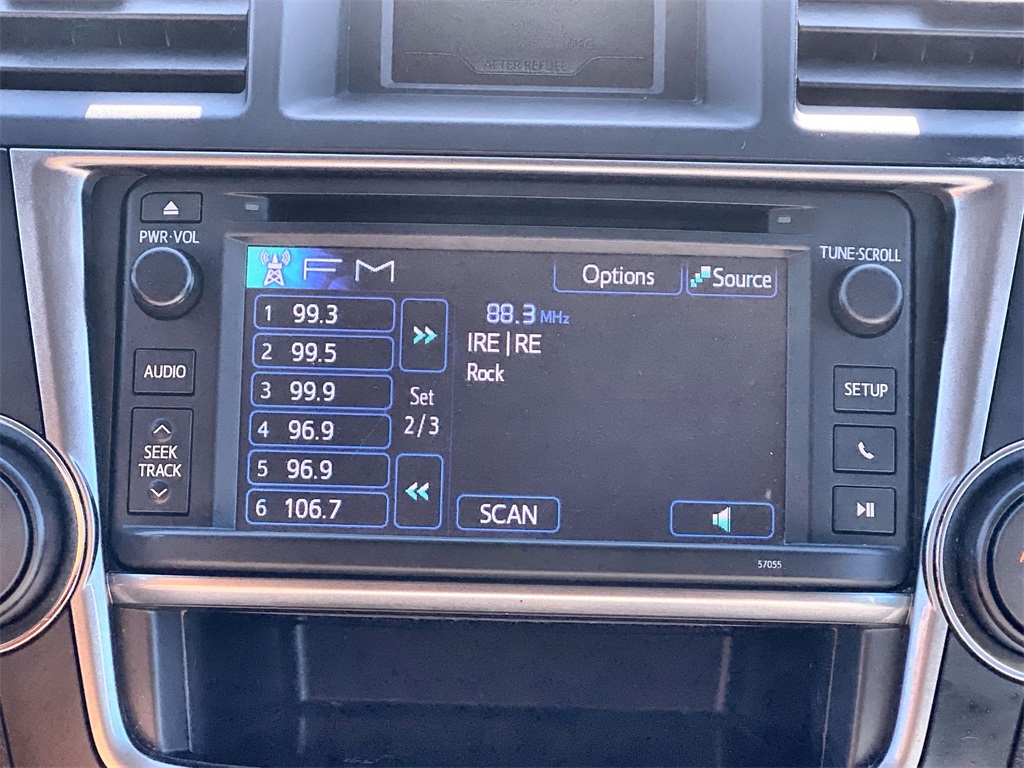 AFTER REFUEL
PWR·VOL
TUNE·SCROLL
FM
Options
Source
1 99.3
2 99.5
3 99.9
4 96.9
5 96.9
6 106.7
Set
2/3
88.3 MHz
IRE | RE
Rock
SCAN
AUDIO
SEEK
TRACK
SETUP
57055